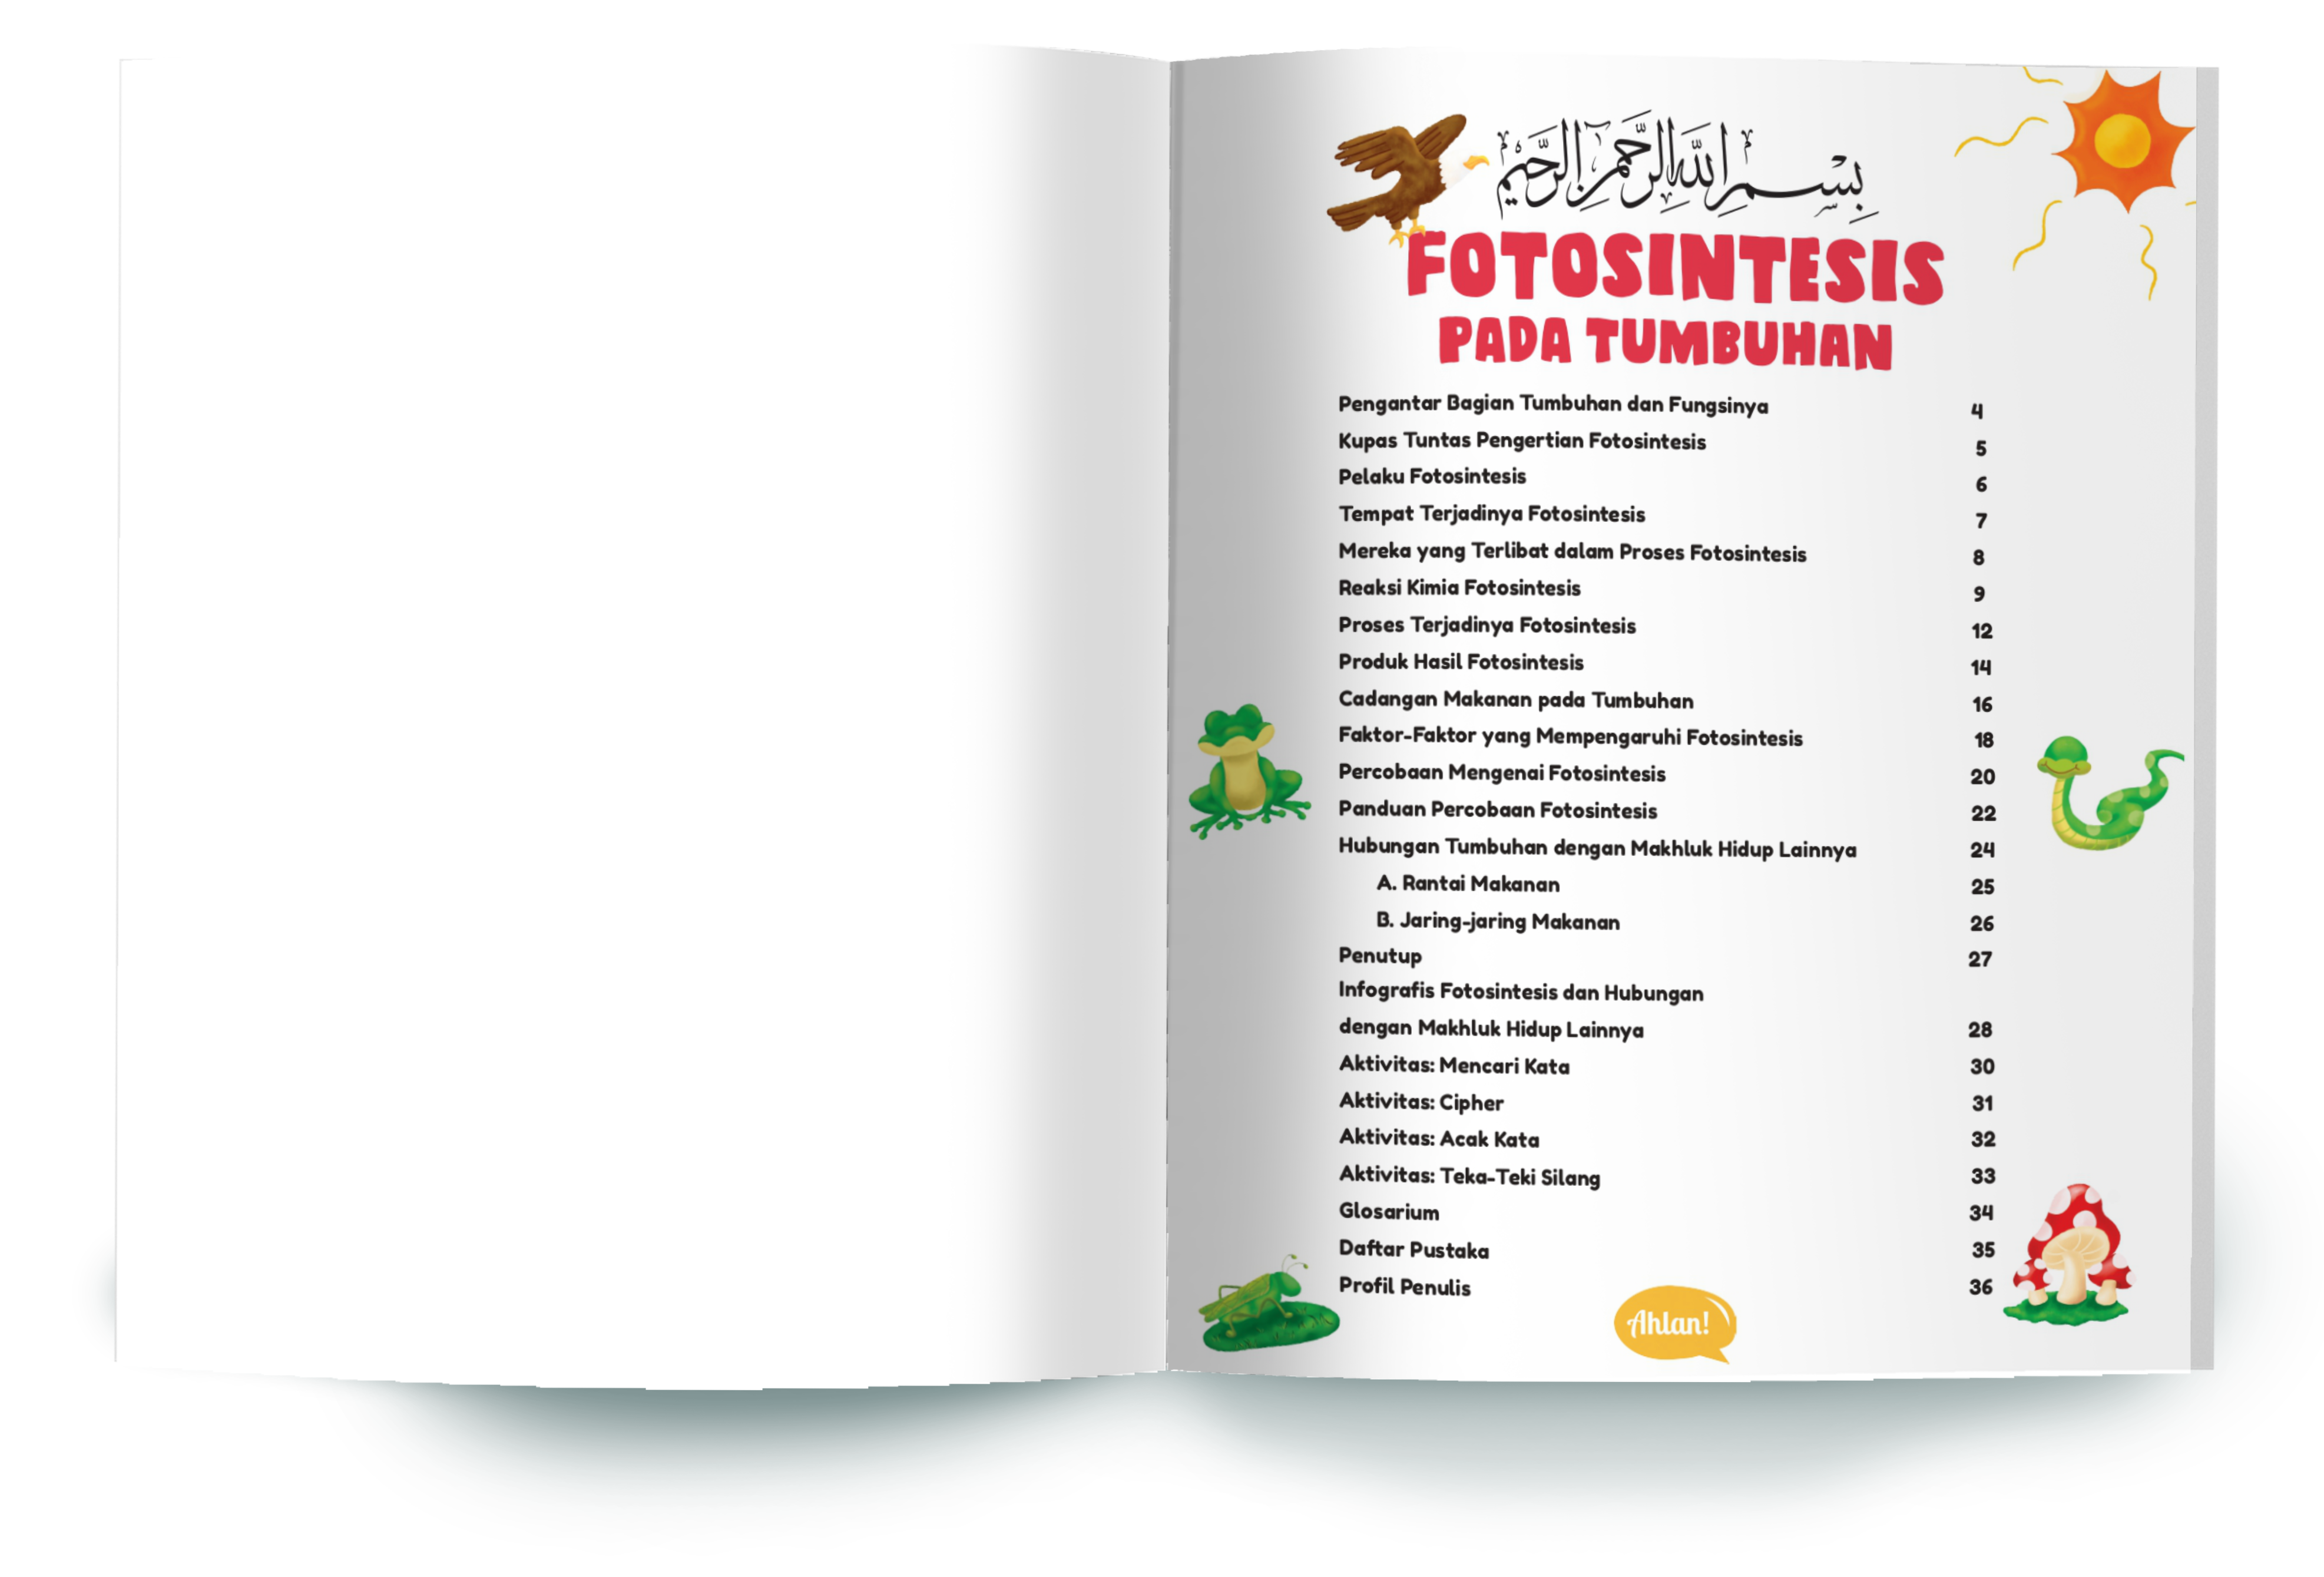 بِسْمِ اللهِ الرَّحْمٰنِ الرَّحِيْمِ
FOTOSINTESIS
PADA TUMBUHAN
Pengantar Bagian Tumbuhan dan Fungsinya 4
Kupas Tuntas Pengertian Fotosintesis 5
Pelaku Fotosintesis 6
Tempat Terjadinya Fotosintesis 7
Mereka yang Terlibat dalam Proses Fotosintesis 8
Reaksi Kimia Fotosintesis 9
Proses Terjadinya Fotosintesis 12
Produk Hasil Fotosintesis 14
Cadangan Makanan pada Tumbuhan 16
Faktor-Faktor yang Mempengaruhi Fotosintesis 18
Percobaan Mengenai Fotosintesis 20
Panduan Percobaan Fotosintesis 22
Hubungan Tumbuhan dengan Makhluk Hidup Lainnya 24
A. Rantai Makanan 25
B. Jaring-jaring Makanan 26
Penutup 27
Infografis Fotosintesis dan Hubungan
dengan Makhluk Hidup Lainnya 28
Aktivitas: Mencari Kata 30
Aktivitas: Cipher 31
Aktivitas: Acak Kata 32
Aktivitas: Teka-Teki Silang 33
Glosarium 34
Daftar Pustaka 35
Profil Penulis 36
Ahlan!